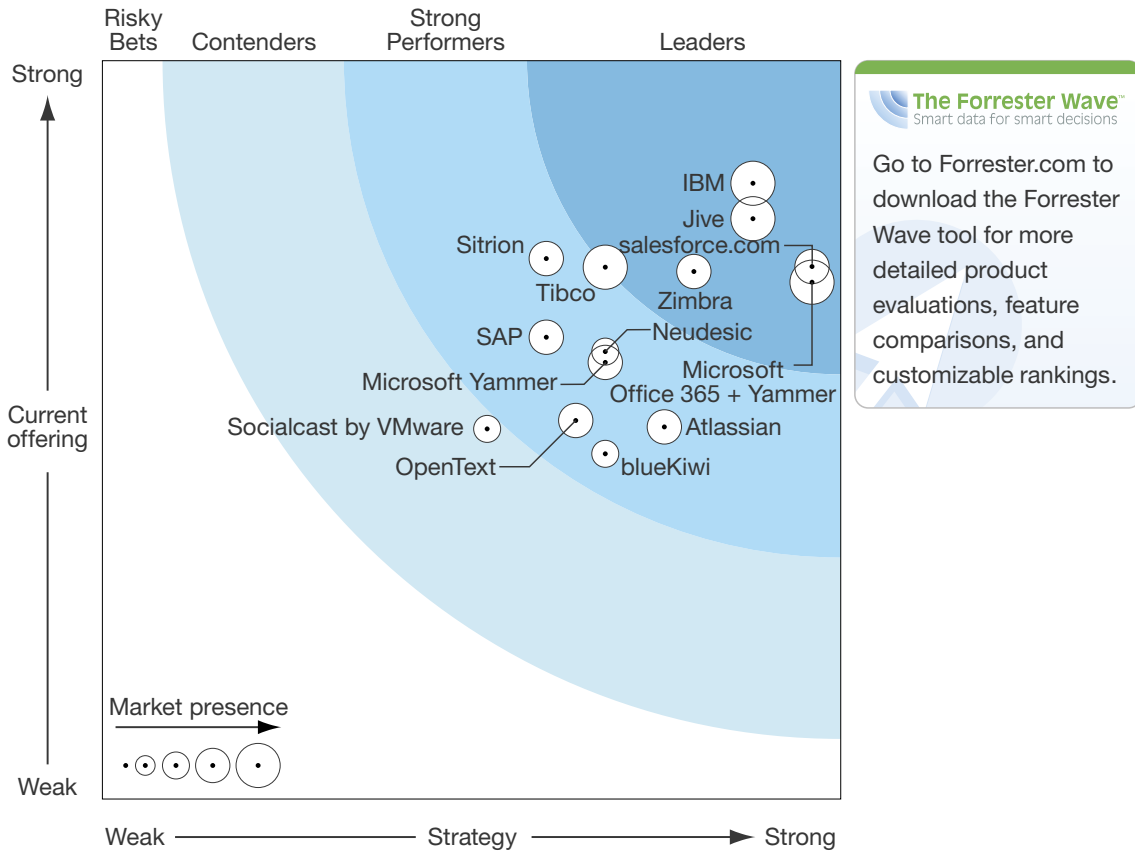 Risky
Bets
Contenders
Strong
Performers
Leaders
Strong
Current
offering
Weak
IBM
Jive
Sitrion
salesforce.com
Tibco
Zimbra
SAP
Neudesic
Microsoft Yammer
Microsoft
Office 365 + Yammer
Socialcast by VMware
Atlassian
OpenText
blueKiwi
Market presence
Weak
Strategy
Strong
The Forrester Wave™
Smart data for smart decisions
Go to Forrester.com to
download the Forrester
Wave tool for more
detailed product
evaluations, feature
comparisons, and
customizable rankings.